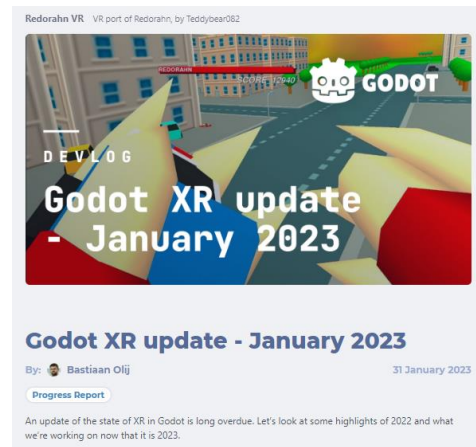 Redorahn VR VR port of Redorahn, by Teddybear082
REDORAHN
SCORE 12940
GODOT
DEVLOG
Godot XR update
- January 2023
Godot XR update - January 2023
By: Bastiaan Olij 31 January 2023
Progress Report
An update of the state of XR in Godot is long overdue. Let's look at some highlights of 2022 and what
we're working on now that it is 2023.